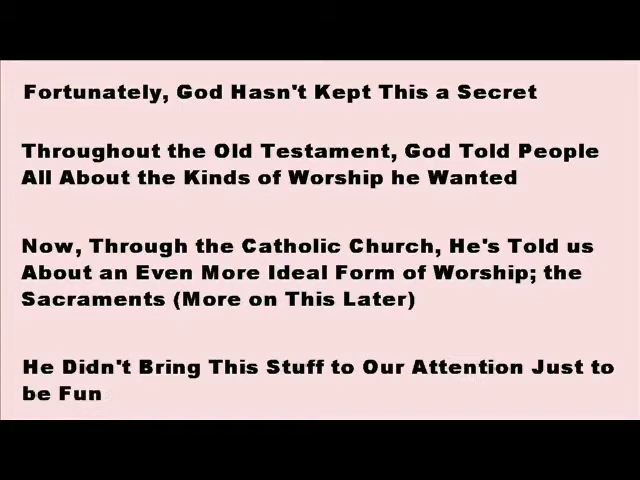 Fortunately, God Hasn't Kept This a Secret
Throughout the Old Testament, God Told People
All About the Kinds of Worship he Wanted
Now, Through the Catholic Church, He's Told us
About an Even More Ideal Form of Worship; the
Sacraments (More on This Later)
He Didn't Bring This Stuff to Our Attention Just to
be Fun